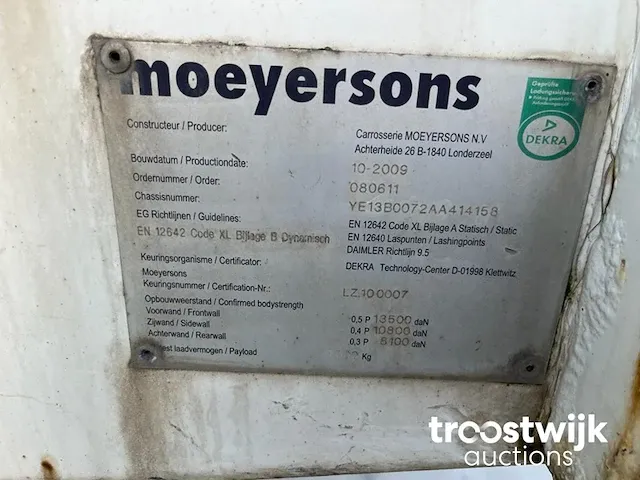 moeyersons
Geprüfte
Ladungssicherheit
DEKRA
Constructeur / Producer:
Carrosserie MOEYERSONS N.V
Achterheide 26 B-1840 Londerzeel
Bouwdatum / Productiondate:
10-2009
Ordernummer / Order:
080611
Chassisnummer:
YE13B0072AA414158
EG Richtlijnen / Guidelines:
EN 12642 Code XL Bijlage A Statisch / Static
EN 12642 Code XL Bijlage B Dynamisch
EN 12640 Laspunten / Lashingpoints
DAIMLER Richtlijn 9.5
Keuringsorganisme / Certificator:
DEKRA Technology-Center D-01998 Klettwitz
Moeyersons
Keuringsnummer / Certification-Nr.:
LZ.100007
Opbouwweerstand / Confirmed bodystrength
Voorwand / Frontwall
0,5 P 13500 daN
Zijwand / Sidewall
0,4 P 10800 daN
Achterwand / Rearwall
0,3 P 8100 daN
laadvermogen / Payload
Kg
troostwijk
auctions